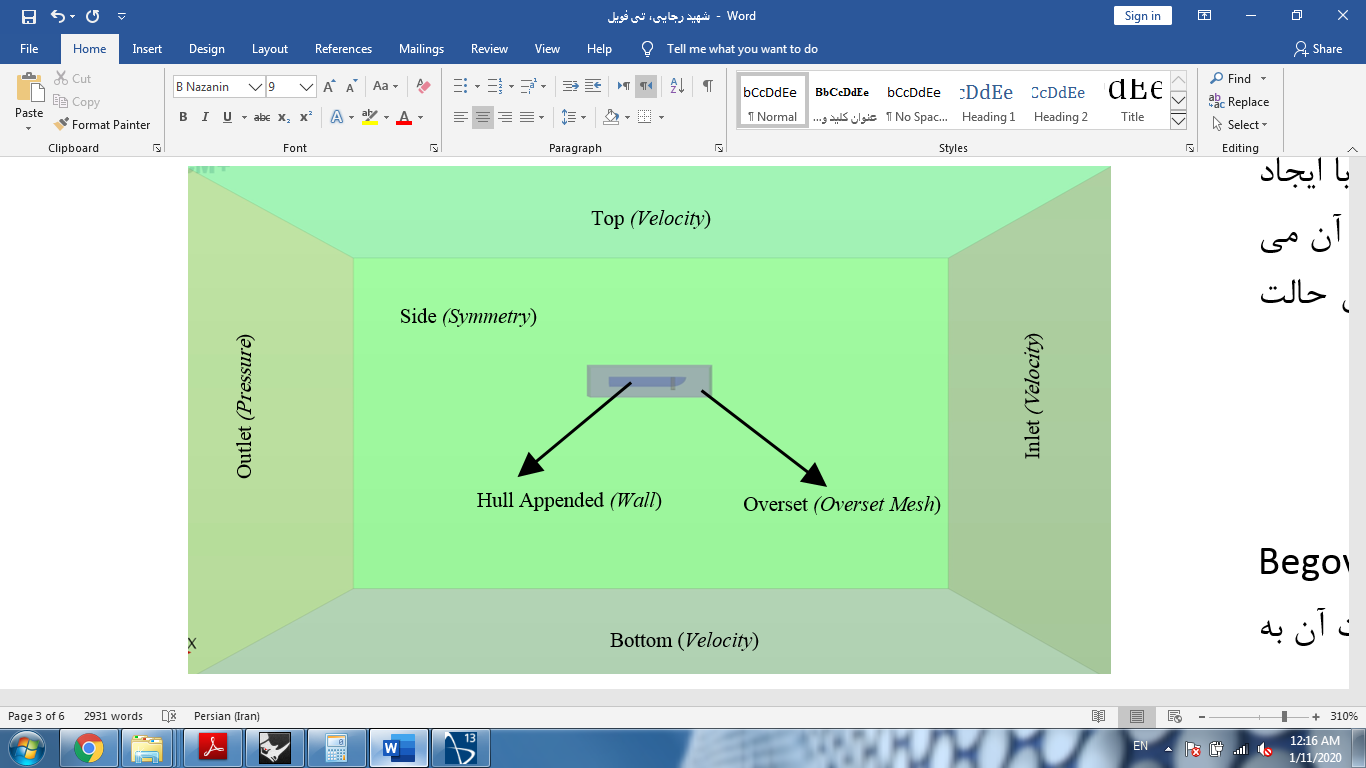 شهید رجایی، تی فویل - Word
Sign in
File Home Insert Design Layout References Mailings Review View Help Tell me what you want to do Share
Paste
Cut
Copy
Format Painter
Clipboard
B Nazanin 9
Font
Paragraph
bCcDdEe BbCcDdEe bCcDdEe CcDdEe CcDdEe dEe
¶ Normal عنوان کلید و... ¶ No Spac... Heading 1 Heading 2 Title
Styles
Find
Replace
Select
Editing
Top (Velocity)
Side (Symmetry)
Outlet (Pressure)
Inlet (Velocity)
Hull Appended (Wall)
Overset (Overset Mesh)
Bottom (Velocity)
X
با ایجاد
آن می
حالت
Begov
آن به
Page 3 of 6 2931 words Persian (Iran) 310%
13
EN
12:16 AM
1/11/2020